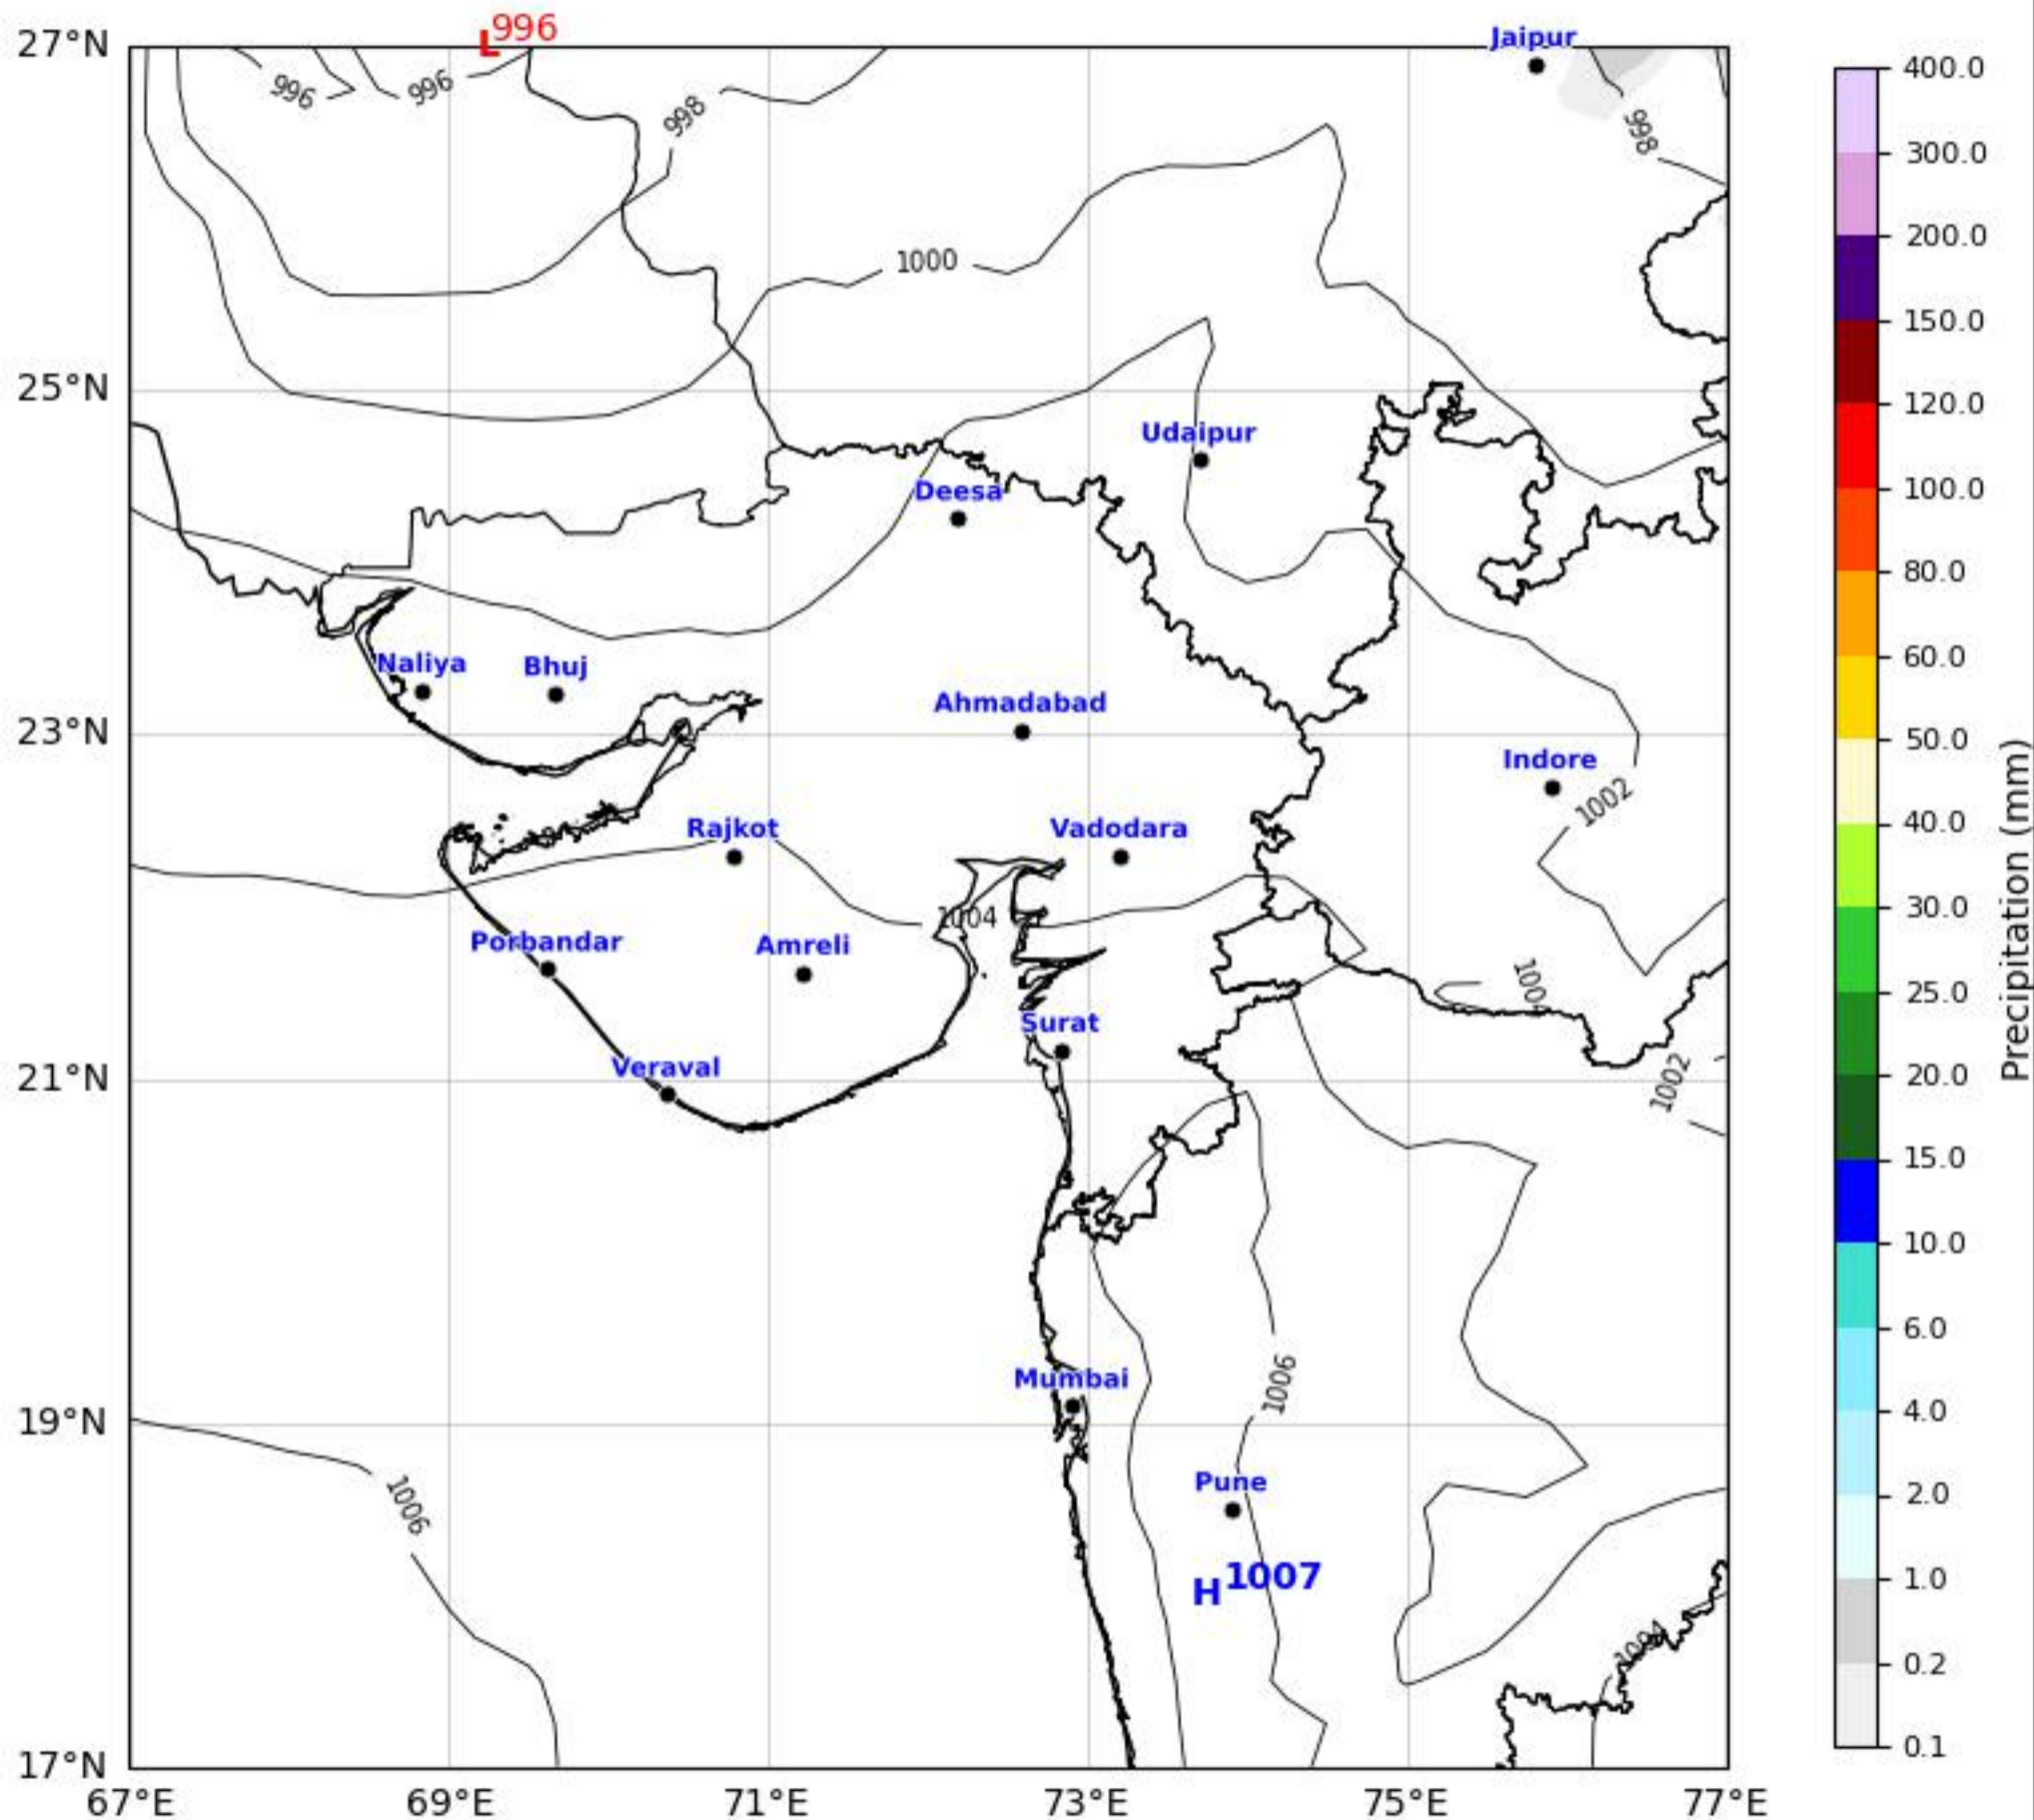 27°N
25°N
23°N
21°N
19°N
17°N
67°E
69°E
71°E
73°E
75°E
77°E
L996
996
996
998
998
1000
1002
1004
1004
1002
1006
1006
1004
H1007
Jaipur
Udaipur
Deesa
Naliya
Bhuj
Ahmadabad
Indore
Rajkot
Vadodara
Porbandar
Amreli
Surat
Veraval
Mumbai
Pune
400.0
300.0
200.0
150.0
120.0
100.0
80.0
60.0
50.0
40.0
30.0
25.0
20.0
15.0
10.0
6.0
4.0
2.0
1.0
0.2
0.1
Precipitation (mm)